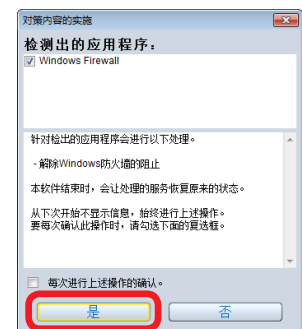 对策内容的实施
检测出的应用程序：
Windows Firewall
针对检出的应用程序会进行以下处理。
- 解除Windows防火墙的阻止
本软件结束时，会让处理的服务恢复原来的状态。
从下次开始不显示信息，始终进行上述操作。
要每次确认此操作时，请勾选下面的复选框。
每次进行上述操作的确认。
是
否